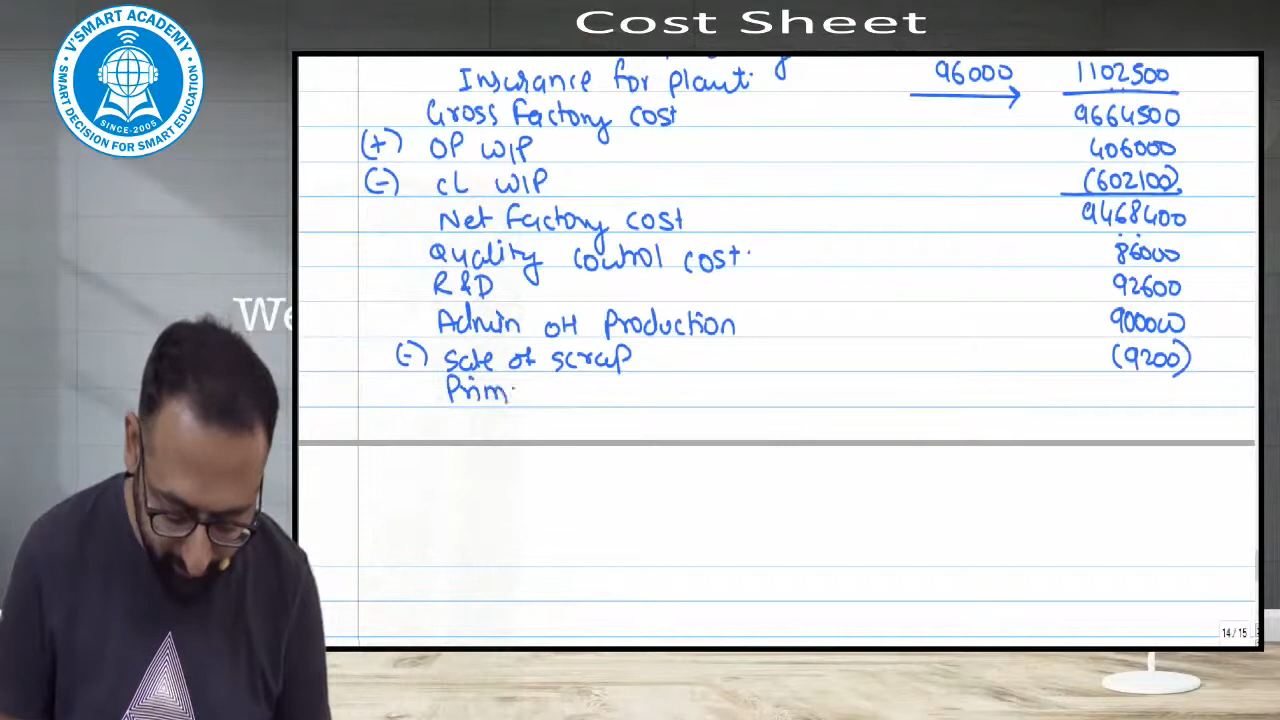 Cost Sheet
V'SMART ACADEMY
SINCE-2005
SMART DECISION FOR SMART EDUCATION
We
Insurance for plant 96000 1102500
Gross Factory cost 9664500
(+) OP WIP 406000
(-) CL WIP (602100)
Net Factory cost 9468400
Quality control cost 86000
R&D 92600
Admin OH Production 900000
(-) Sale of scrap (9200)
Prim
14/15